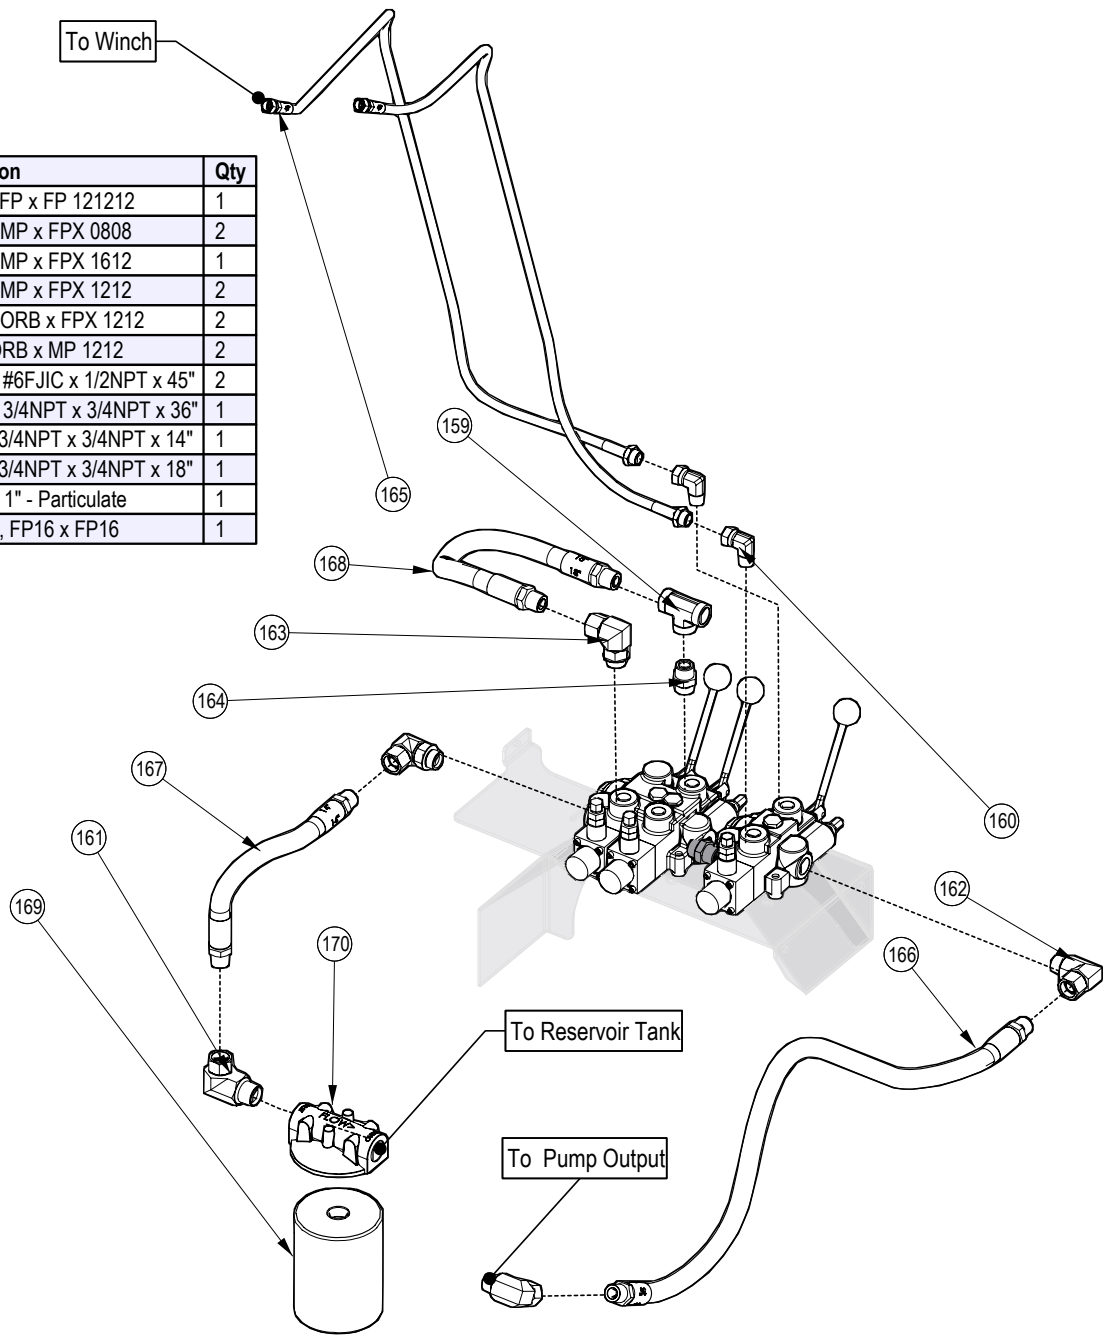 To Winch
on Qty
FP x FP 121212 1
MP x FPX 0808 2
MP x FPX 1612 1
MP x FPX 1212 2
ORB x FPX 1212 2
ORB x MP 1212 2
#6FJIC x 1/2NPT x 45" 2
3/4NPT x 3/4NPT x 36" 1
3/4NPT x 3/4NPT x 14" 1
3/4NPT x 3/4NPT x 18" 1
1" - Particulate 1
, FP16 x FP16 1
159
165
168
18"
163
164
167
161
160
169
170
162
166
FLOW
To Reservoir Tank
To Pump Output